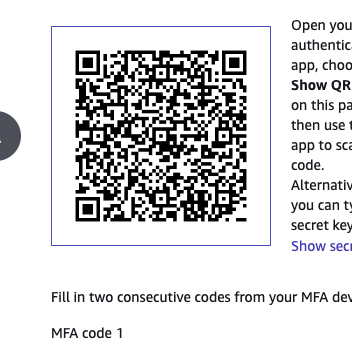 Open you
authentic
app, choo
Show QR
on this pa
then use t
app to sca
code.
Alternativ
you can ty
secret key
Show secr
Fill in two consecutive codes from your MFA dev
MFA code 1